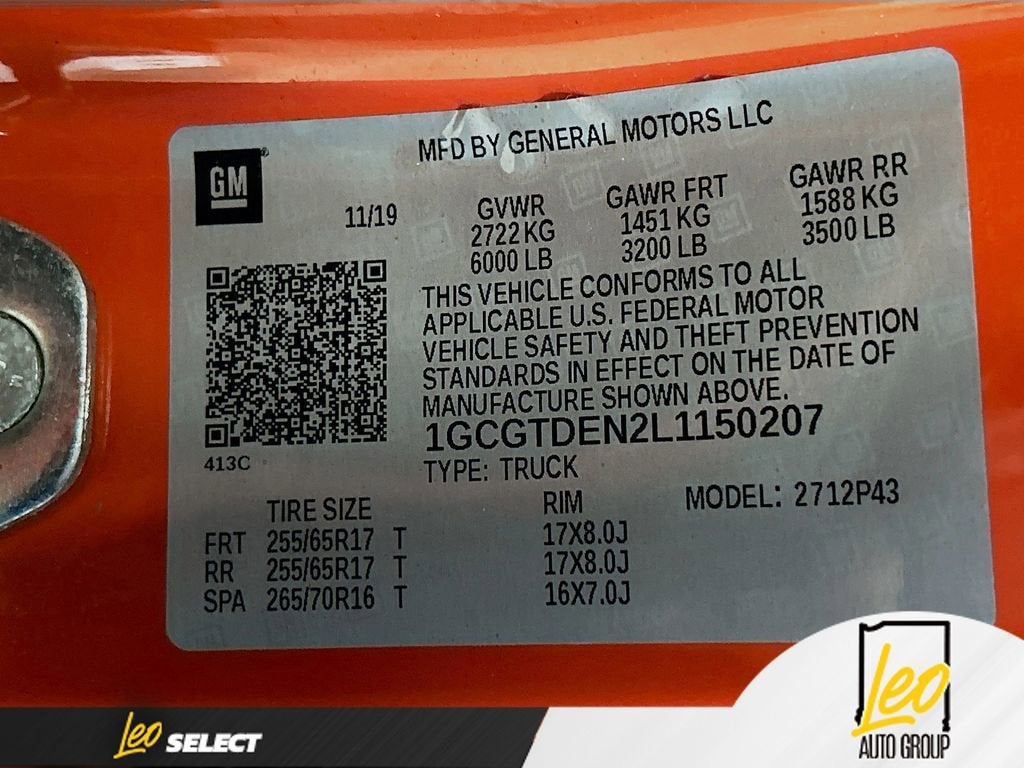 MFD BY GENERAL MOTORS LLC
GM
11/19
GVWR GAWR FRT GAWR RR
2722 KG 1451 KG 1588 KG
6000 LB 3200 LB 3500 LB
THIS VEHICLE CONFORMS TO ALL
APPLICABLE U.S. FEDERAL MOTOR
VEHICLE SAFETY AND THEFT PREVENTION
STANDARDS IN EFFECT ON THE DATE OF
MANUFACTURE SHOWN ABOVE.
1GCGTDEN2L1150207
413C
TYPE: TRUCK
TIRE SIZE RIM MODEL: 2712P43
FRT 255/65R17 T 17X8.0J
RR 255/65R17 T 17X8.0J
SPA 265/70R16 T 16X7.0J
Leo SELECT
Leo
AUTO GROUP